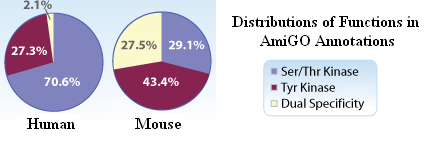 2.1%
27.3%
70.6%
Human
27.5%
29.1%
43.4%
Mouse
Distributions of Functions in
AmiGO Annotations
Ser/Thr Kinase
Tyr Kinase
Dual Specificity